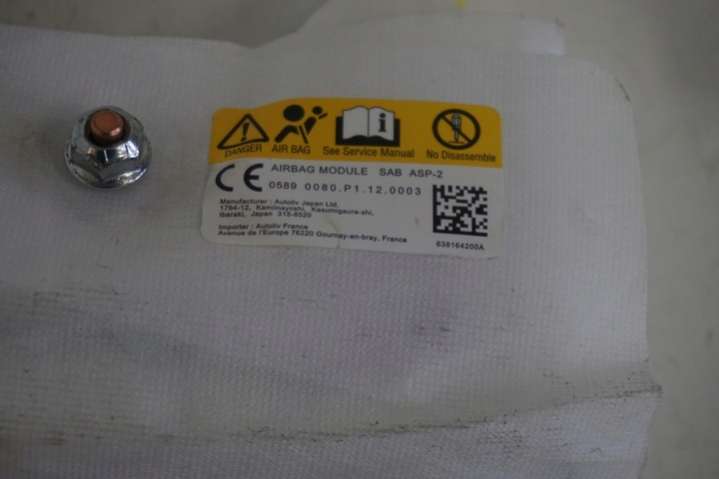 DANGER AIR BAG See Service Manual No Disassemble
AIRBAG MODULE SAB ASP-2
CE 0589 0080.P1.12.0003
Manufacturer : Autoliv Japan Ltd,
1764-12, Kamiinayoshi, Kasumigaura-shi,
Ibaraki, Japan 315-8520
Importer : Autoliv France
Avenue de l'Europe 76220 Gournay-en-bray, France
638164200A